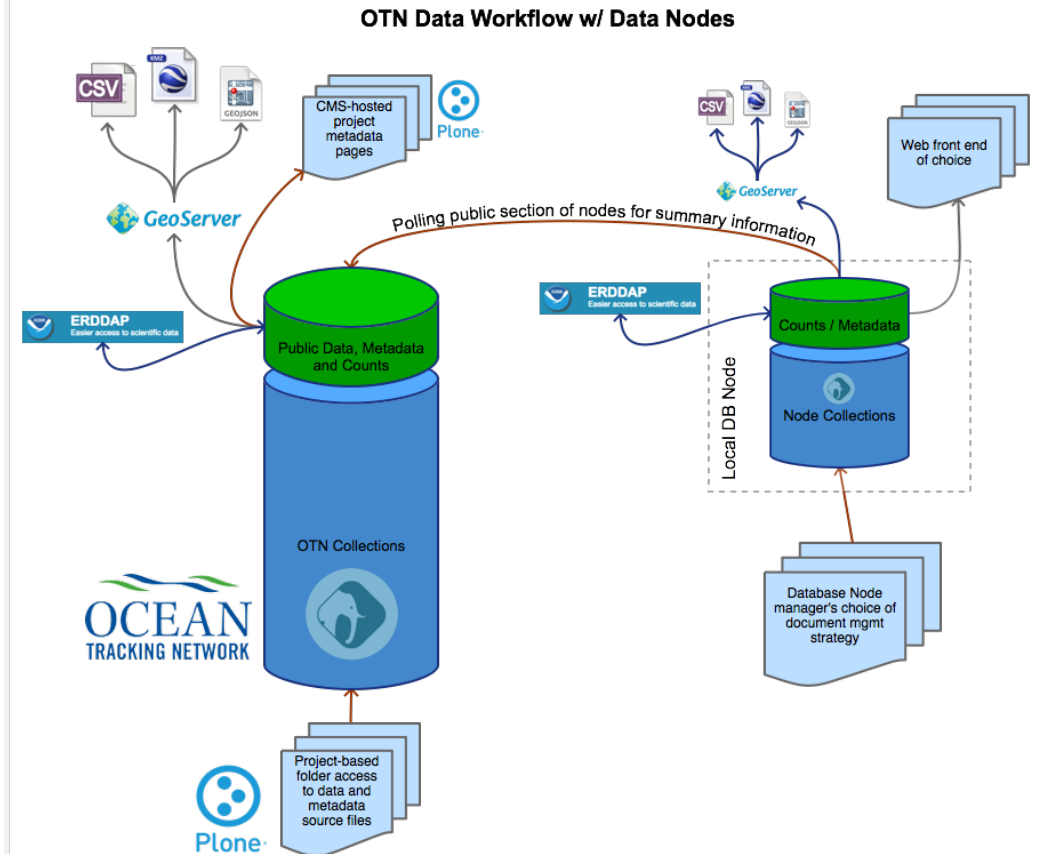 OTN Data Workflow w/ Data Nodes
CSV
KMZ
GEOJSON
CMS-hosted
project
metadata
pages
Plone
GeoServer
ERDDAP
Easier access to scientific data
Polling public section of nodes for summary information
CSV
KMZ
GEOJSON
GeoServer
Web front end
of choice
ERDDAP
Easier access to scientific data
Public Data, Metadata
and Counts
OTN Collections
OCEAN
TRACKING NETWORK
Local DB Node
Counts / Metadata
Node Collections
Database Node
manager's choice of
document mgmt
strategy
Plone
Project-based
folder access
to data and
metadata
source files